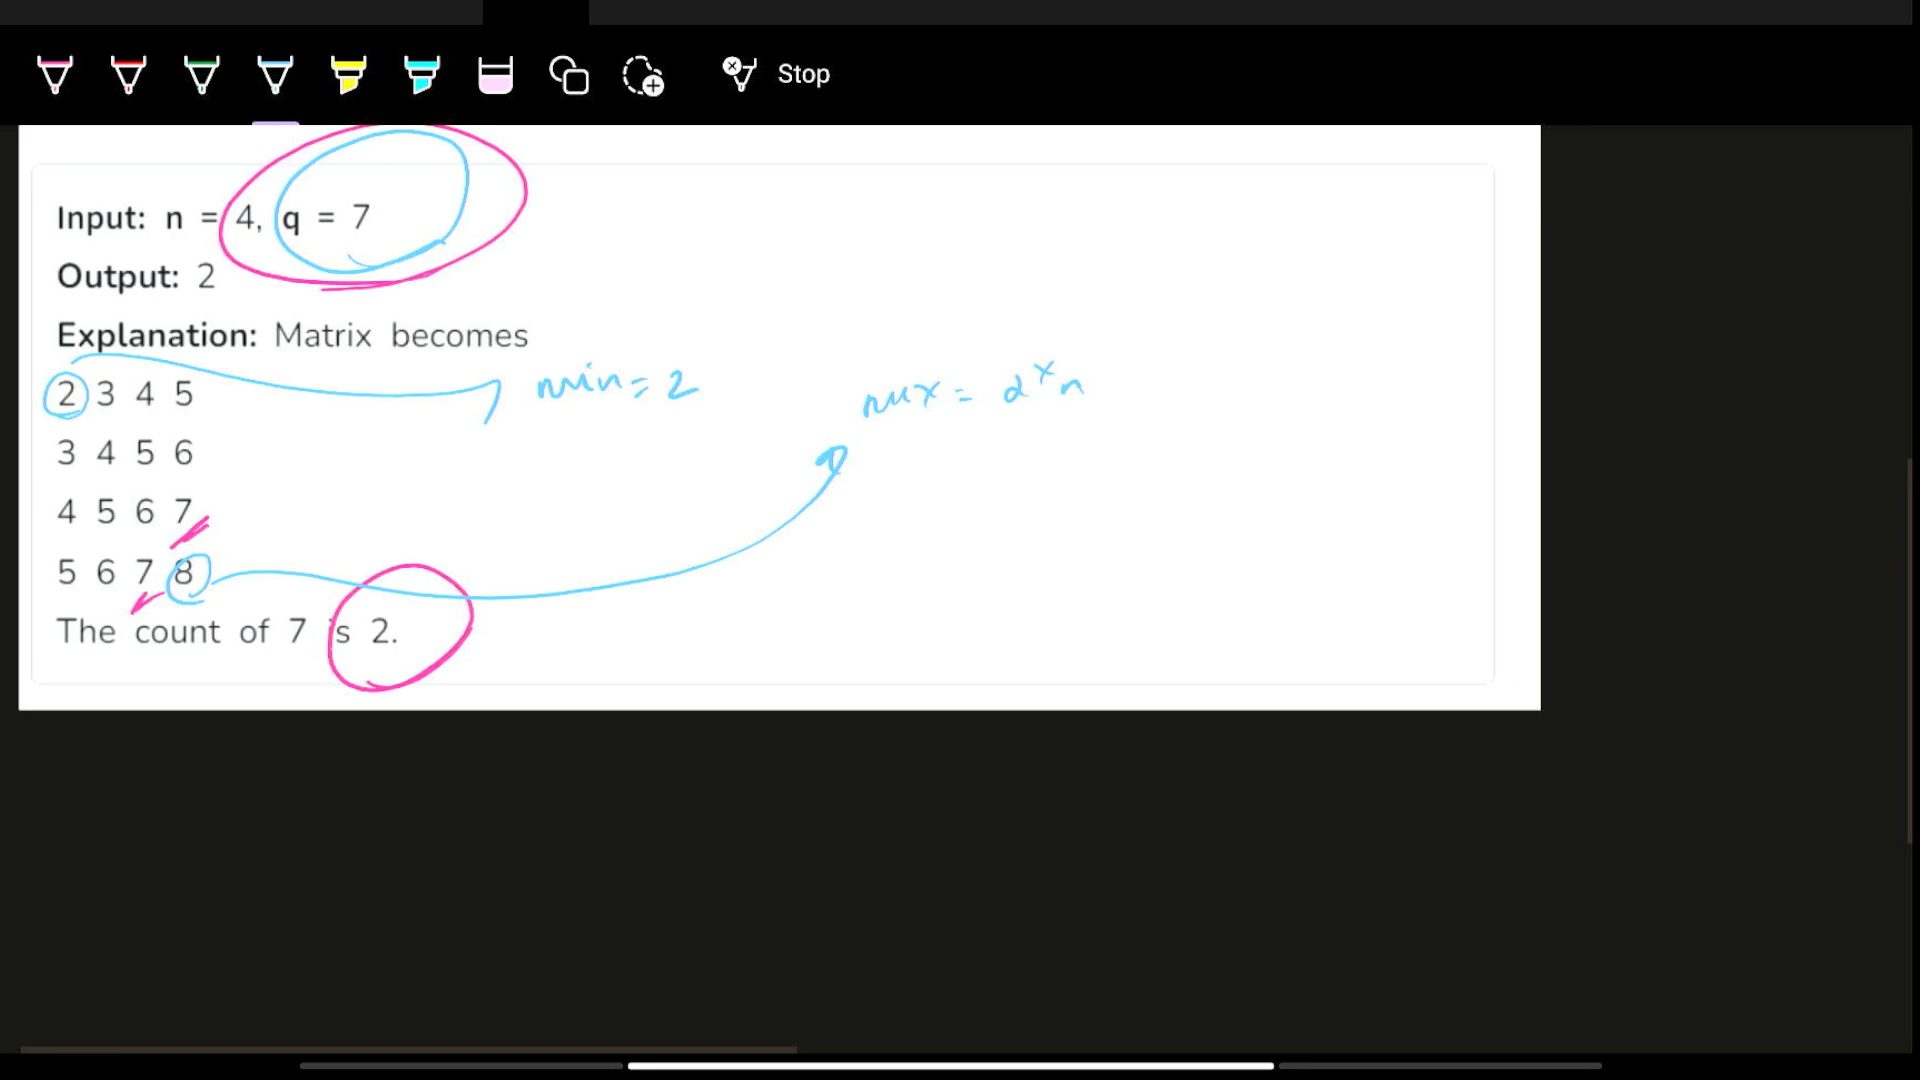 Stop
Input: n = 4, q = 7
Output: 2
Explanation: Matrix becomes
2 3 4 5
min = 2
max = 2*n
3 4 5 6
4 5 6 7
5 6 7 8
The count of 7 is 2.